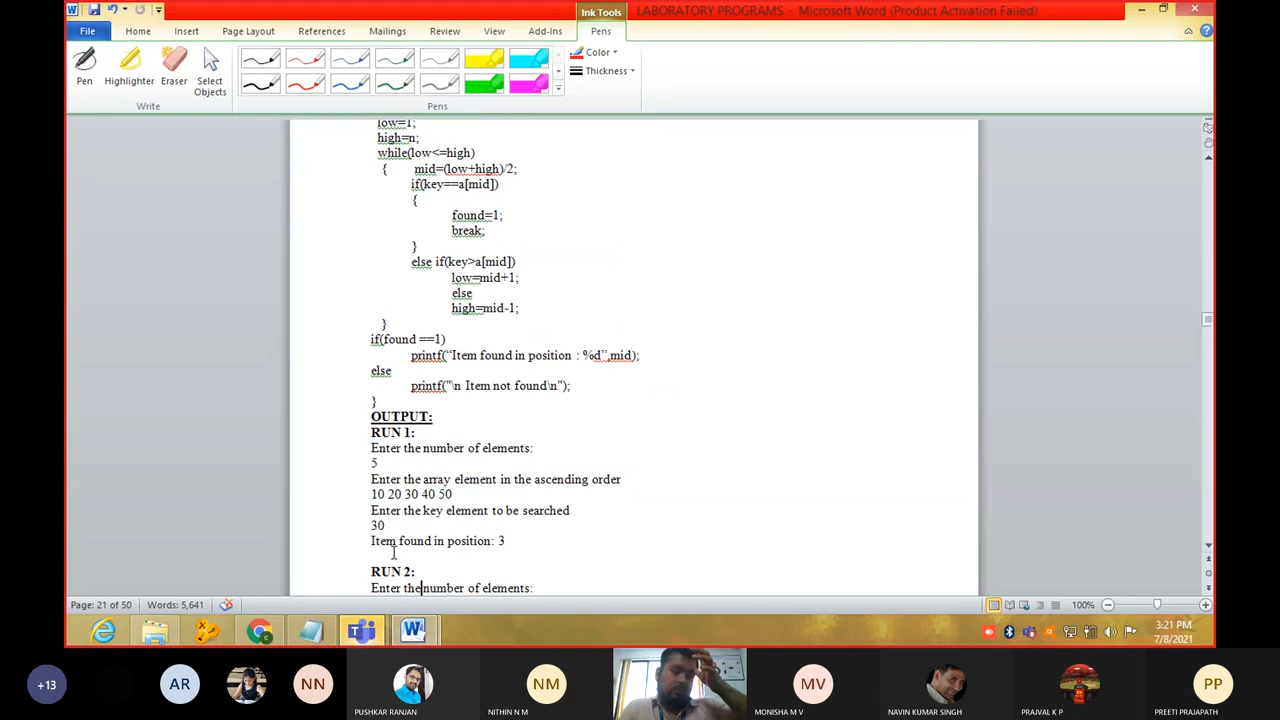 Ink Tools
LABORATORY PROGRAMS - Microsoft Word (Product Activation Failed)
File Home Insert Page Layout References Mailings Review View Add-Ins Pens
Pen Highlighter Eraser Select Objects
Color
Thickness
Write Pens
low=1;
high=n;
while(low<=high)
{ mid=(low+high)/2;
if(key==a[mid])
{
found=1;
break;
}
else if(key>a[mid])
low=mid+1;
else
high=mid-1;
}
if(found ==1)
printf("Item found in position : %d",mid);
else
printf("\n Item not found\n");
}
OUTPUT:
RUN 1:
Enter the number of elements:
5
Enter the array element in the ascending order
10 20 30 40 50
Enter the key element to be searched
30
Item found in position: 3
RUN 2:
Enter the number of elements:
Page: 21 of 50 Words: 5,641 100%
3:21 PM
7/8/2021
+13 AR NN NM MV PP
PUSHKAR RANJAN NITHIN N M MONISHA M V NAVIN KUMAR SINGH PRAJVAL K P PREETI PRAJAPATH